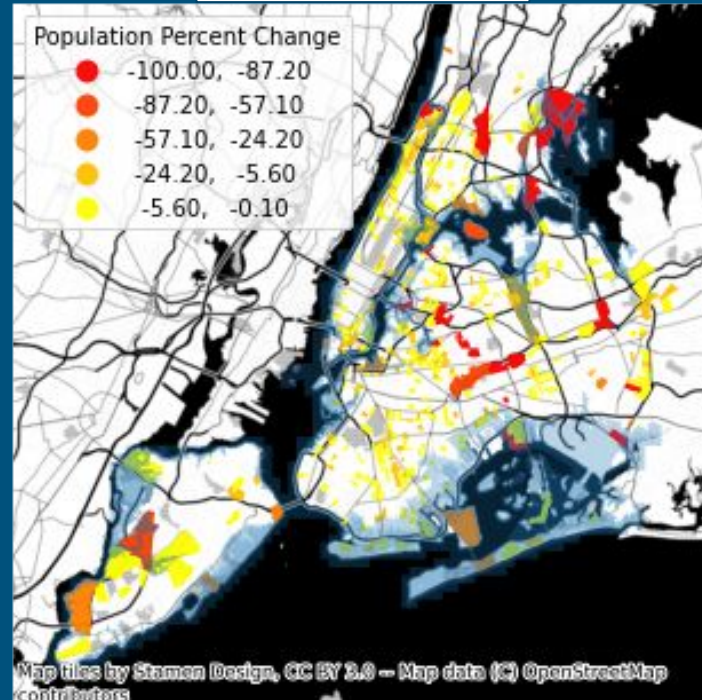 Population Percent Change
-100.00, -87.20
-87.20, -57.10
-57.10, -24.20
-24.20, -5.60
-5.60, -0.10
Map tiles by Stamen Design, CC BY 3.0 -- Map data (C) OpenStreetMap
contributors